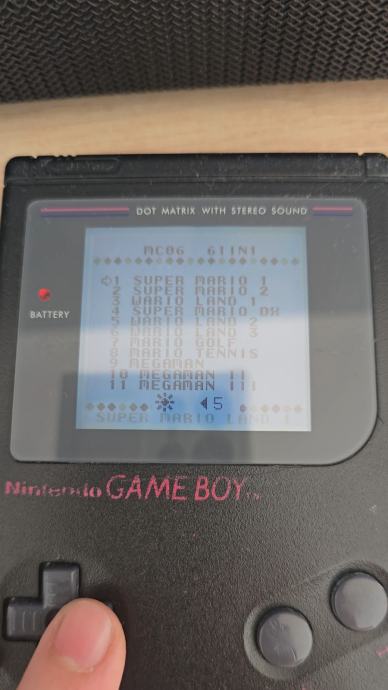 DOT MATRIX WITH STEREO SOUND
MC06 61IN1
BATTERY
1 SUPER MARIO 1
2 SUPER MARIO 2
3 WARIO LAND 1
4 SUPER MARIO DX
5 WARIO LAND 2
6 WARIO LAND 3
7 MARIO GOLF
8 MARIO TENNIS
9 MEGAMAN
10 MEGAMAN II
11 MEGAMAN III
5
SUPER MARIO LAND 1
Nintendo GAME BOY TM